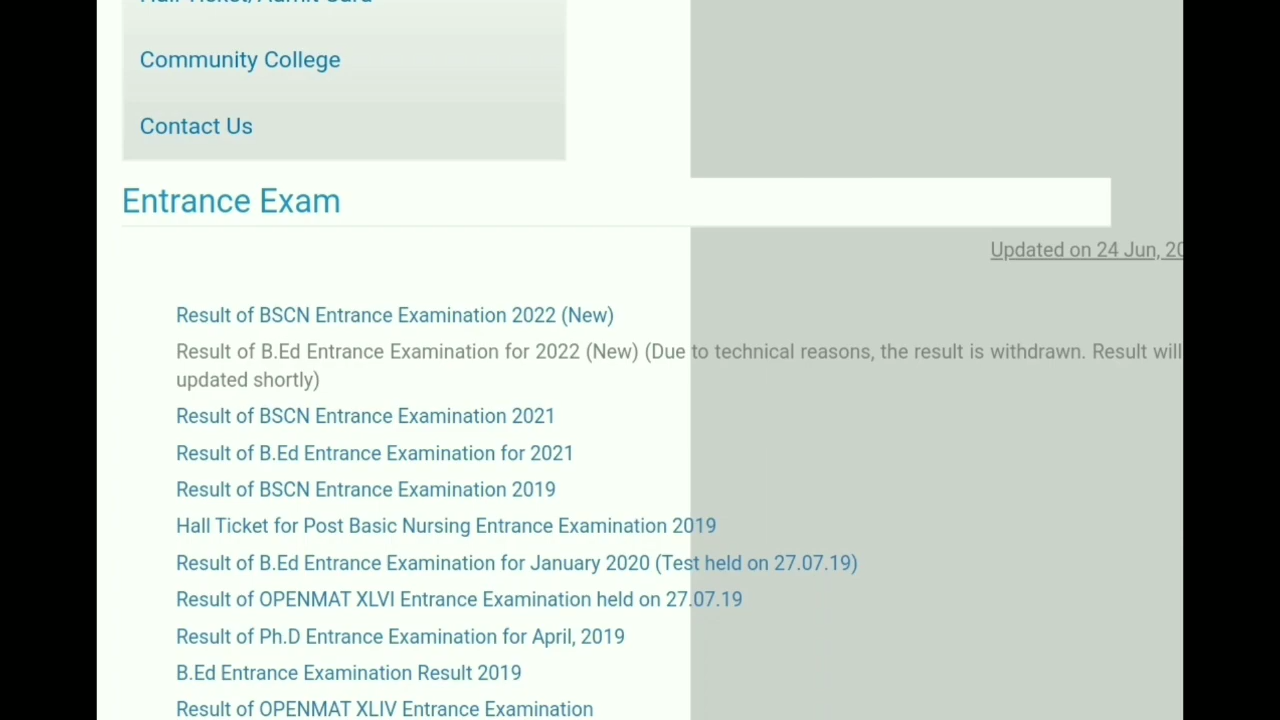 Hall Ticket/Admit Card
Community College
Contact Us
Entrance Exam
Updated on 24 Jun, 20
Result of BSCN Entrance Examination 2022 (New)
Result of B.Ed Entrance Examination for 2022 (New) (Due to technical reasons, the result is withdrawn. Result will
updated shortly)
Result of BSCN Entrance Examination 2021
Result of B.Ed Entrance Examination for 2021
Result of BSCN Entrance Examination 2019
Hall Ticket for Post Basic Nursing Entrance Examination 2019
Result of B.Ed Entrance Examination for January 2020 (Test held on 27.07.19)
Result of OPENMAT XLVI Entrance Examination held on 27.07.19
Result of Ph.D Entrance Examination for April, 2019
B.Ed Entrance Examination Result 2019
Result of OPENMAT XLIV Entrance Examination